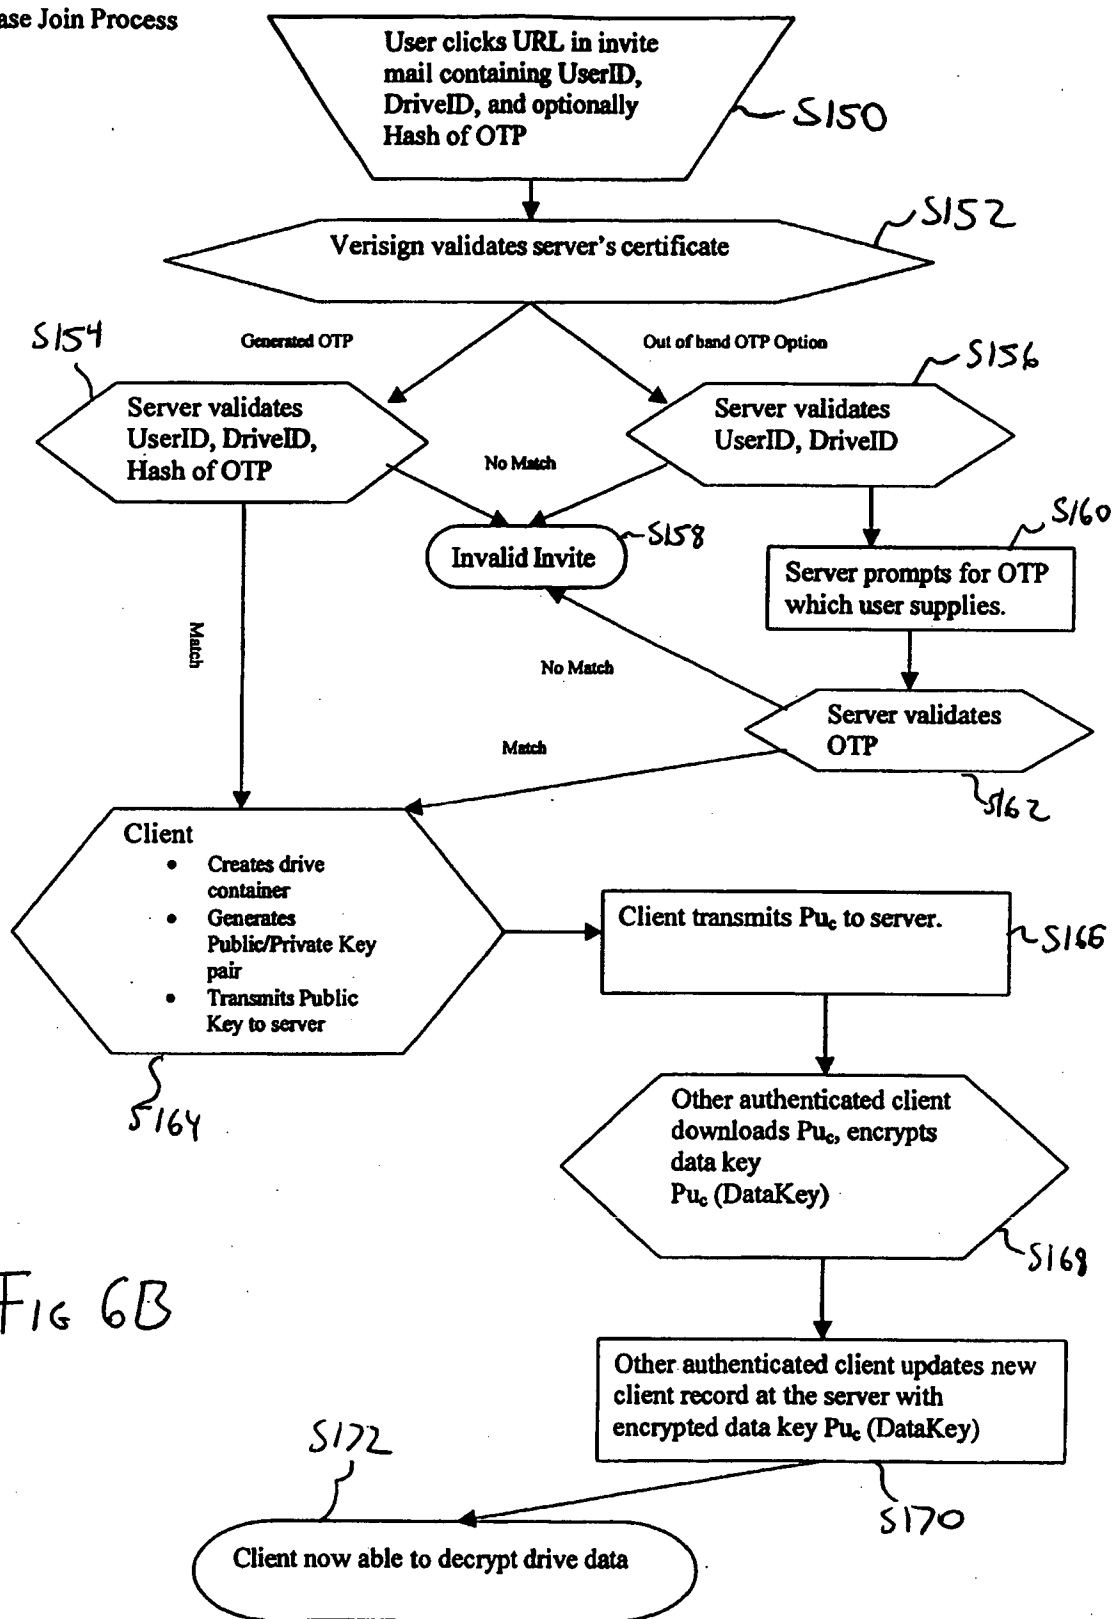 ase Join Process
User clicks URL in invite
mail containing UserID,
DriveID, and optionally
Hash of OTP
S150
S152
Verisign validates server's certificate
S154
Generated OTP
Out of band OTP Option
S156
Server validates
UserID, DriveID,
Hash of OTP
Server validates
UserID, DriveID
No Match
S158
Invalid Invite
S160
Server prompts for OTP
which user supplies.
Match
No Match
Server validates
OTP
Match
S162
Client
• Creates drive
container
• Generates
Public/Private Key
pair
• Transmits Public
Key to server
S164
Client transmits Puc to server.
S166
Other authenticated client
downloads Puc, encrypts
data key
Puc (DataKey)
S168
FIG 6B
Other authenticated client updates new
client record at the server with
encrypted data key Puc (DataKey)
S170
S172
Client now able to decrypt drive data